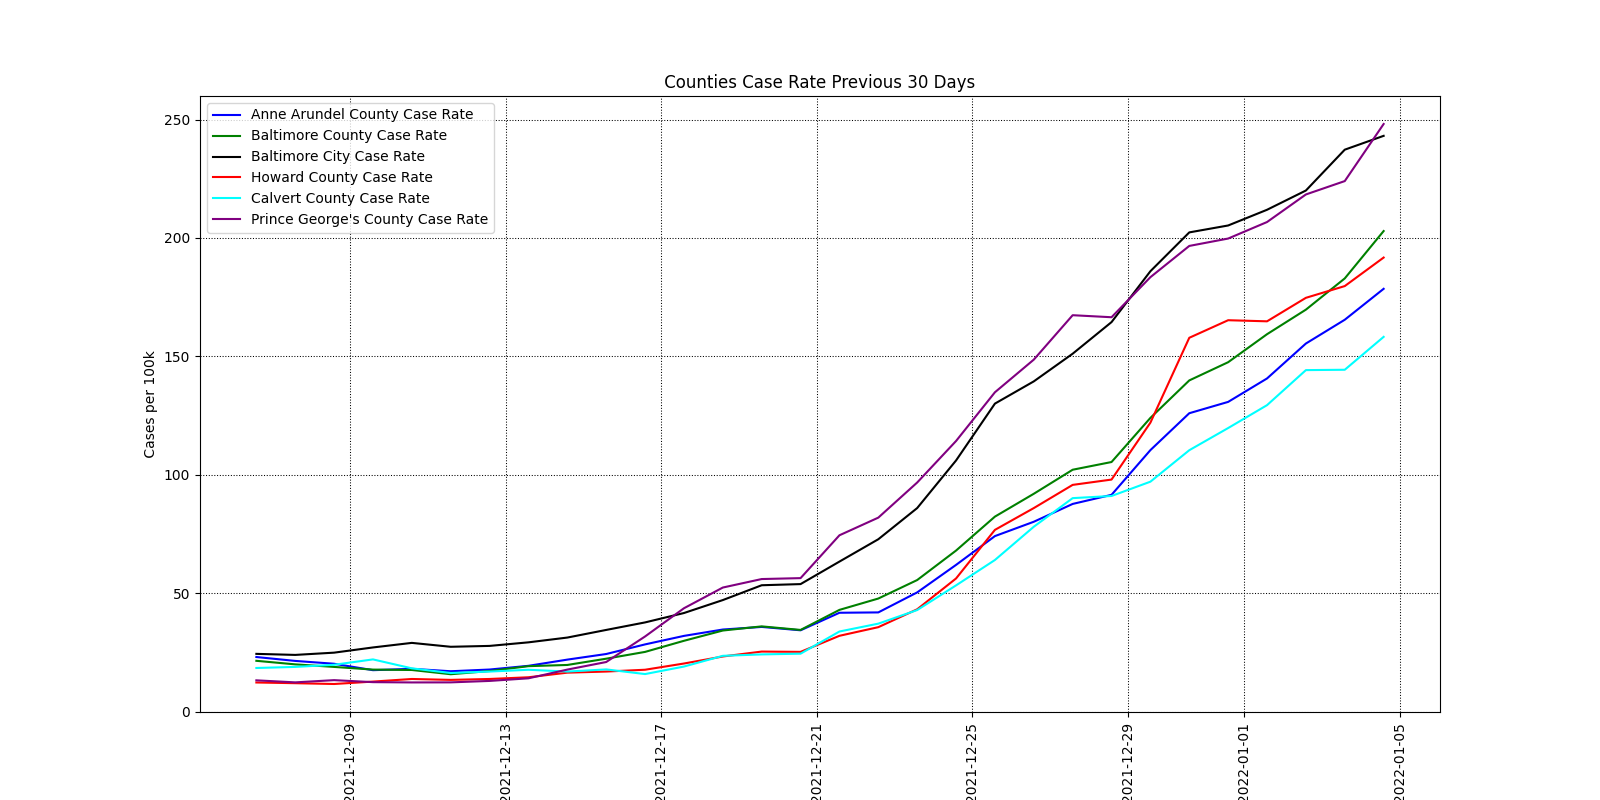 Counties Case Rate Previous 30 Days
Anne Arundel County Case Rate
Baltimore County Case Rate
Baltimore City Case Rate
Howard County Case Rate
Calvert County Case Rate
Prince George's County Case Rate
250
200
150
100
50
0
Cases per 100k
2021-12-09
2021-12-13
2021-12-17
2021-12-21
2021-12-25
2021-12-29
2022-01-01
2022-01-05